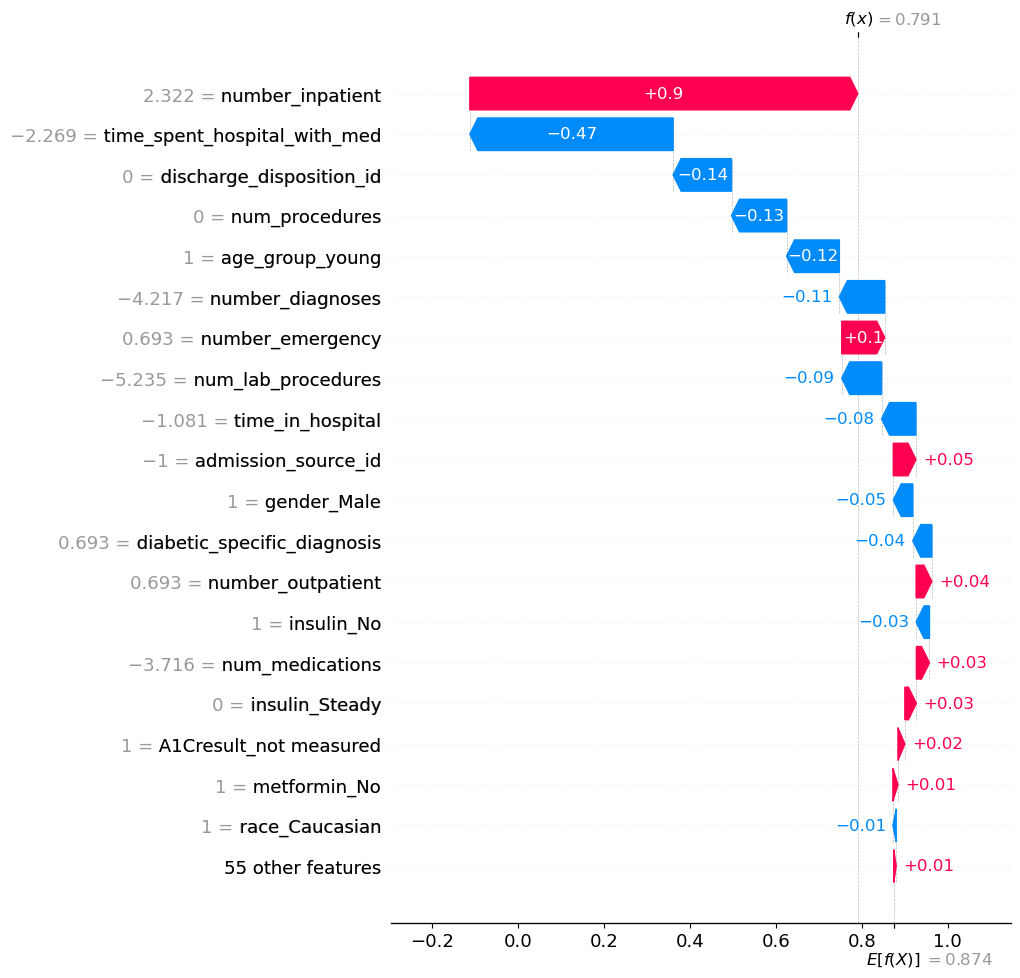 f(x) = 0.791
2.322 = number_inpatient +0.9
−2.269 = time_spent_hospital_with_med −0.47
0 = discharge_disposition_id −0.14
0 = num_procedures −0.13
1 = age_group_young −0.12
−4.217 = number_diagnoses −0.11
0.693 = number_emergency +0.1
−5.235 = num_lab_procedures −0.09
−1.081 = time_in_hospital −0.08
−1 = admission_source_id +0.05
1 = gender_Male −0.05
0.693 = diabetic_specific_diagnosis −0.04
0.693 = number_outpatient +0.04
1 = insulin_No −0.03
−3.716 = num_medications +0.03
0 = insulin_Steady +0.03
1 = A1Cresult_not measured +0.02
1 = metformin_No +0.01
1 = race_Caucasian −0.01
55 other features +0.01
−0.2 0.0 0.2 0.4 0.6 0.8 1.0
E[f(X)] = 0.874